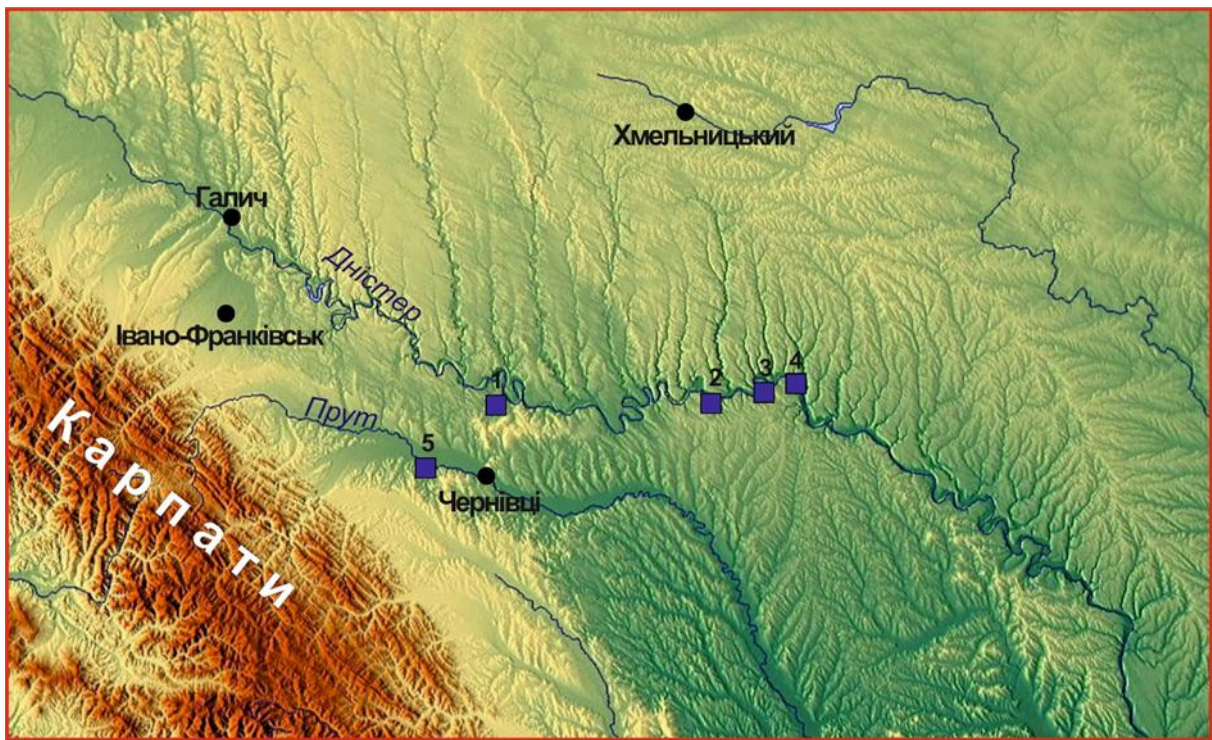 Хмельницький
Галич
Дністер
Івано-Франківськ
1
2
3
4
Прут
5
Чернівці
Карпати